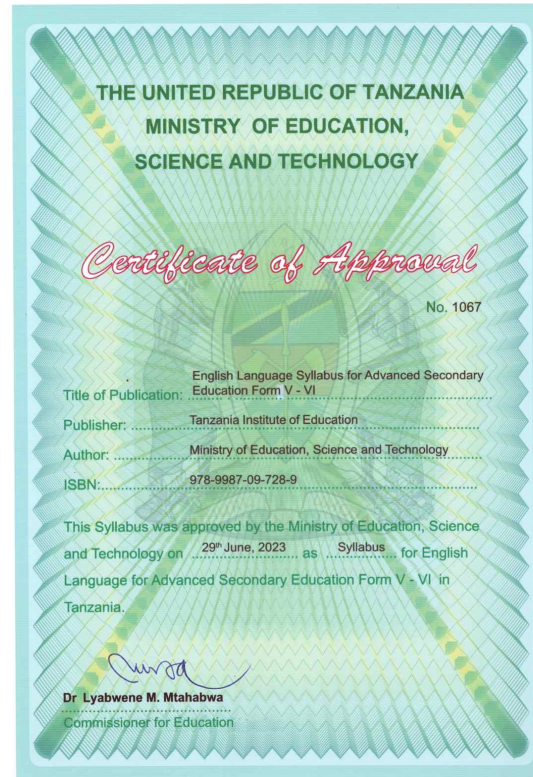 THE UNITED REPUBLIC OF TANZANIA
MINISTRY OF EDUCATION,
SCIENCE AND TECHNOLOGY
Certificate of Approval
No. 1067
English Language Syllabus for Advanced Secondary
Title of Publication: Education Form V - VI
Publisher: Tanzania Institute of Education
Author: Ministry of Education, Science and Technology
ISBN: 978-9987-09-728-9
This Syllabus was approved by the Ministry of Education, Science
and Technology on 29th June, 2023 as Syllabus for English
Language for Advanced Secondary Education Form V - VI in
Tanzania.
Dr Lyabwene M. Mtahabwa
Commissioner for Education